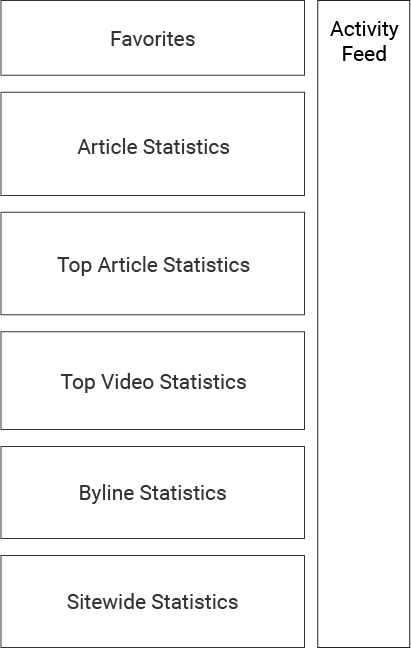 Favorites
Activity
Feed
Article Statistics
Top Article Statistics
Top Video Statistics
Byline Statistics
Sitewide Statistics